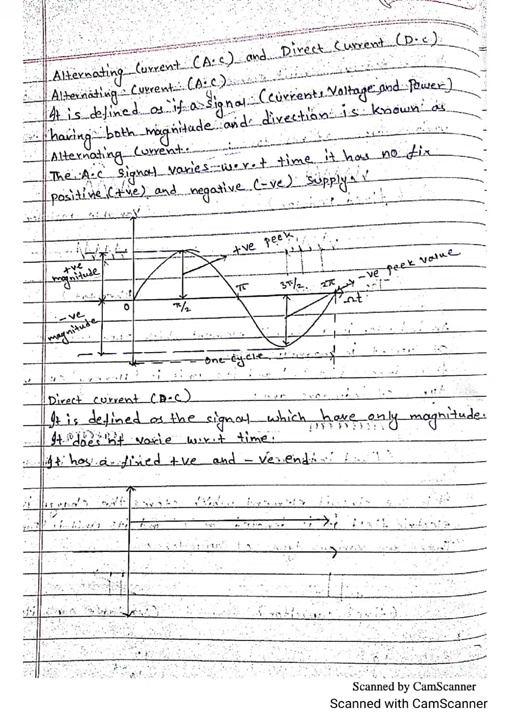 Alternating Current (A.C) and Direct Current (D.C)
Alternating Current (A.C)
It is defined as if a signal (current, Voltage and Power)
having both magnitude and direction is known as
Alternating Current.
The A.C signal varies w.r.t time it has no fix
positive (+ve) and negative (-ve) supply.
V
+ve peek
+ve
magnitude
-ve peek value
0
π/2
π
3π/2
2π
Ωt
-ve
magnitude
one cycle
Direct current (D.C)
It is defined as the signal which have only magnitude.
It does n't varie w.r.t time.
It has a fixed +ve and -ve end.
Scanned by CamScanner
Scanned with CamScanner